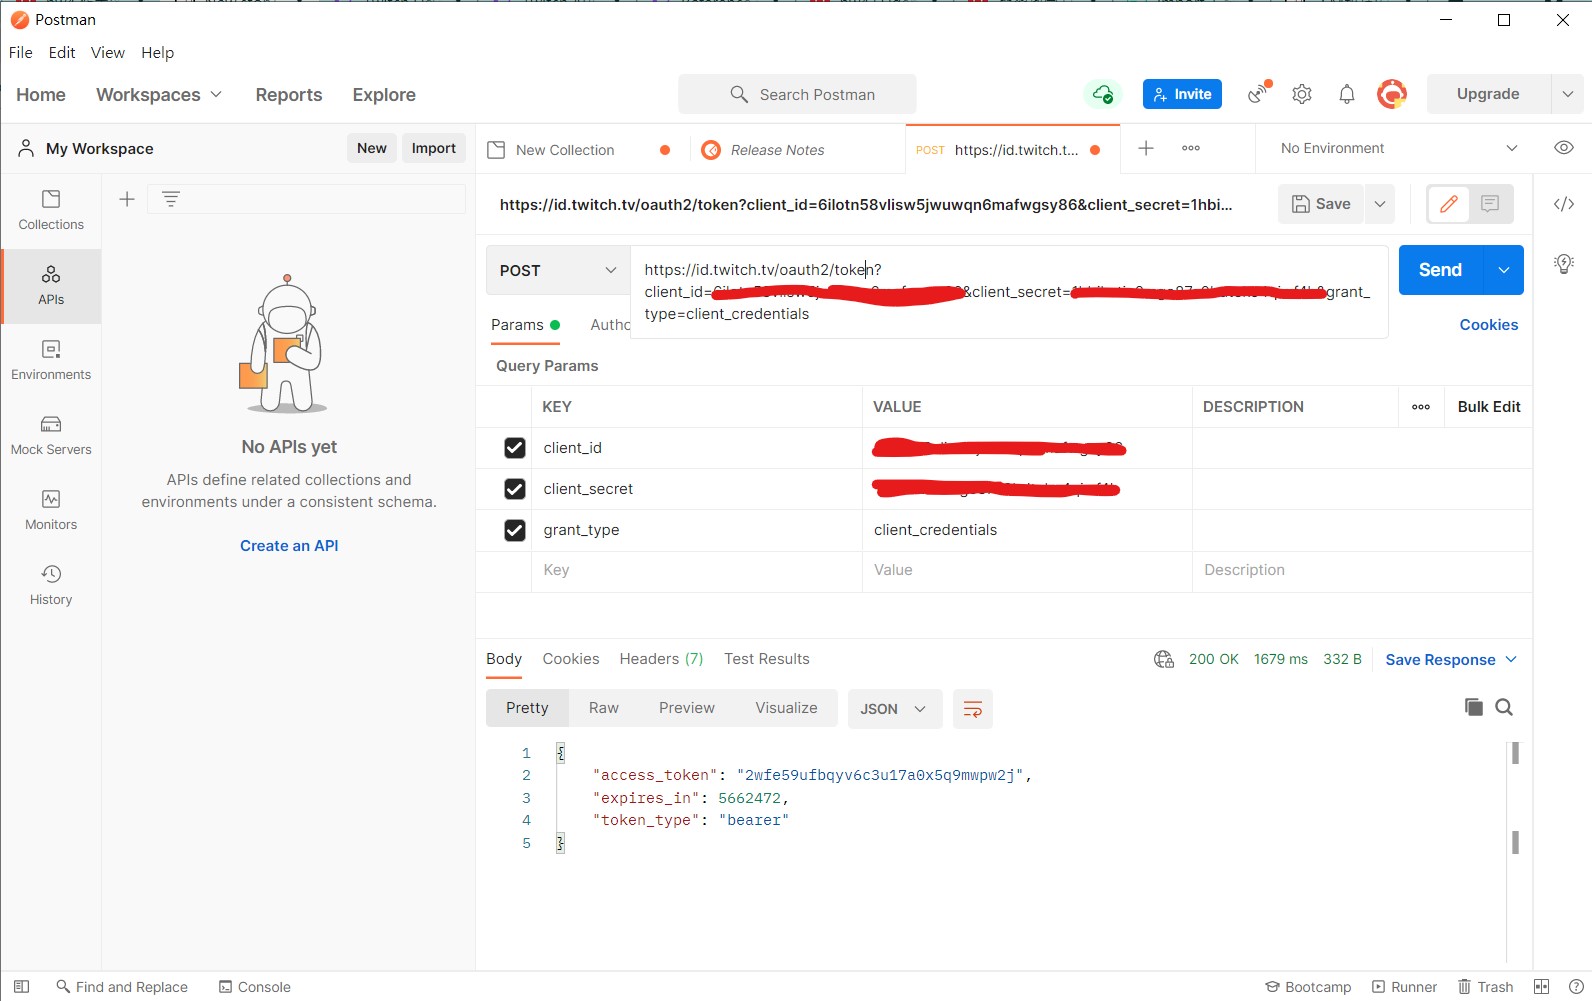 Postman
File Edit View Help
Home Workspaces Reports Explore Search Postman Invite Upgrade
My Workspace New Import New Collection Release Notes POST https://id.twitch.t... No Environment
https://id.twitch.tv/oauth2/token?client_id=6ilotn58vlisw5jwuwqn6mafwgsy86&client_secret=1hbi... Save
Collections
APIs
Environments
Mock Servers
Monitors
History
No APIs yet
APIs define related collections and
environments under a consistent schema.
Create an API
POST https://id.twitch.tv/oauth2/token? Send
client_id= &client_secret= &grant_
type=client_credentials
Params Autho Cookies
Query Params
KEY VALUE DESCRIPTION Bulk Edit
client_id
client_secret
grant_type client_credentials
Key Value Description
Body Cookies Headers (7) Test Results 200 OK 1679 ms 332 B Save Response
Pretty Raw Preview Visualize JSON
1 {
2 "access_token": "2wfe59ufbqyv6c3u17a0x5q9mwpw2j",
3 "expires_in": 5662472,
4 "token_type": "bearer"
5 }
Find and Replace Console Bootcamp Runner Trash